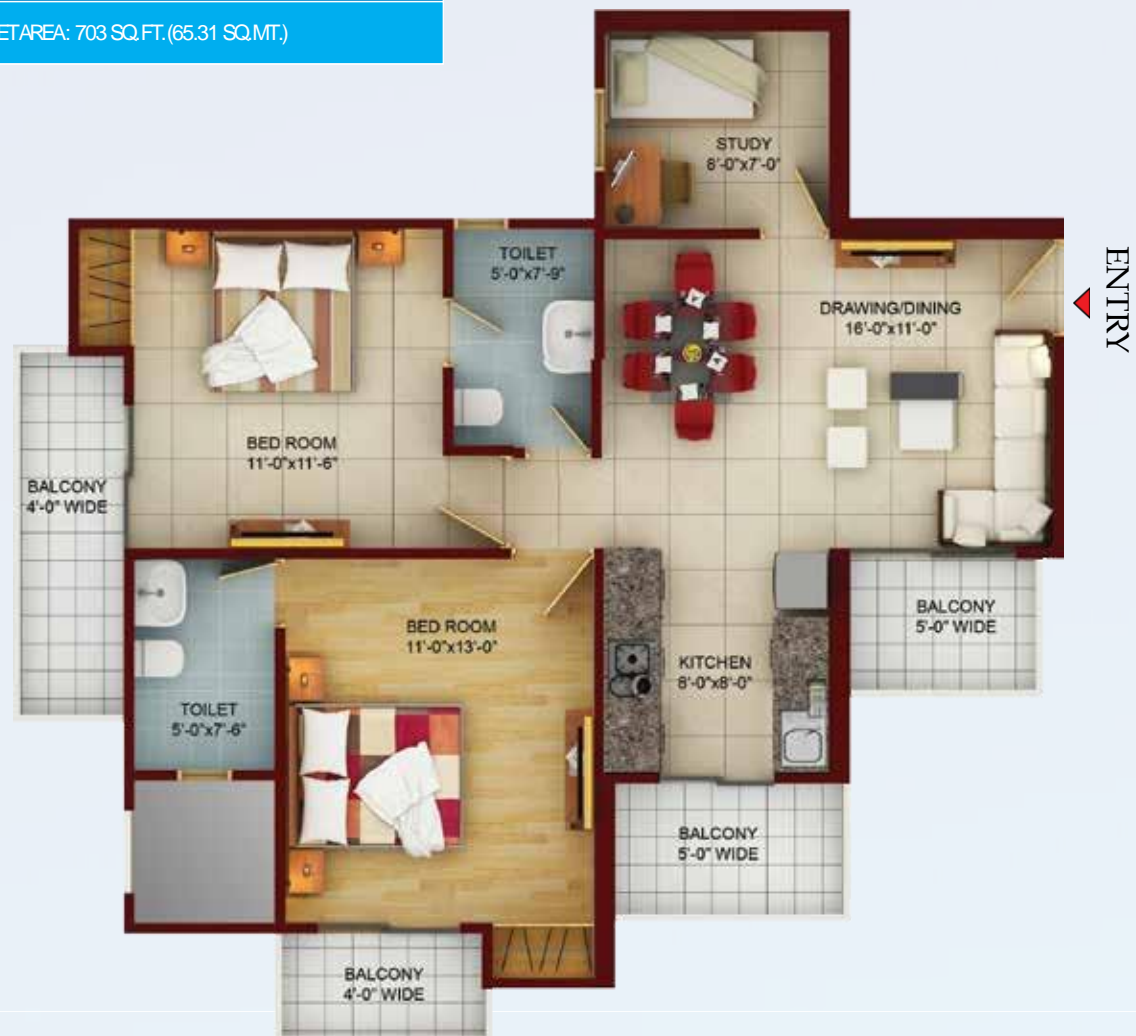 ETAREA: 703 SQ.FT.(65.31 SQ.MT.)
STUDY
8'-0"x7'-0"
TOILET
5'-0"x7'-9"
DRAWING/DINING
16'-0"x11'-0"
ENTRY
BED ROOM
11'-0"x11'-6"
BALCONY
4'-0" WIDE
BED ROOM
11'-0"x13'-0"
BALCONY
5'-0" WIDE
KITCHEN
8'-0"x8'-0"
TOILET
5'-0"x7'-6"
BALCONY
5'-0" WIDE
BALCONY
4'-0" WIDE